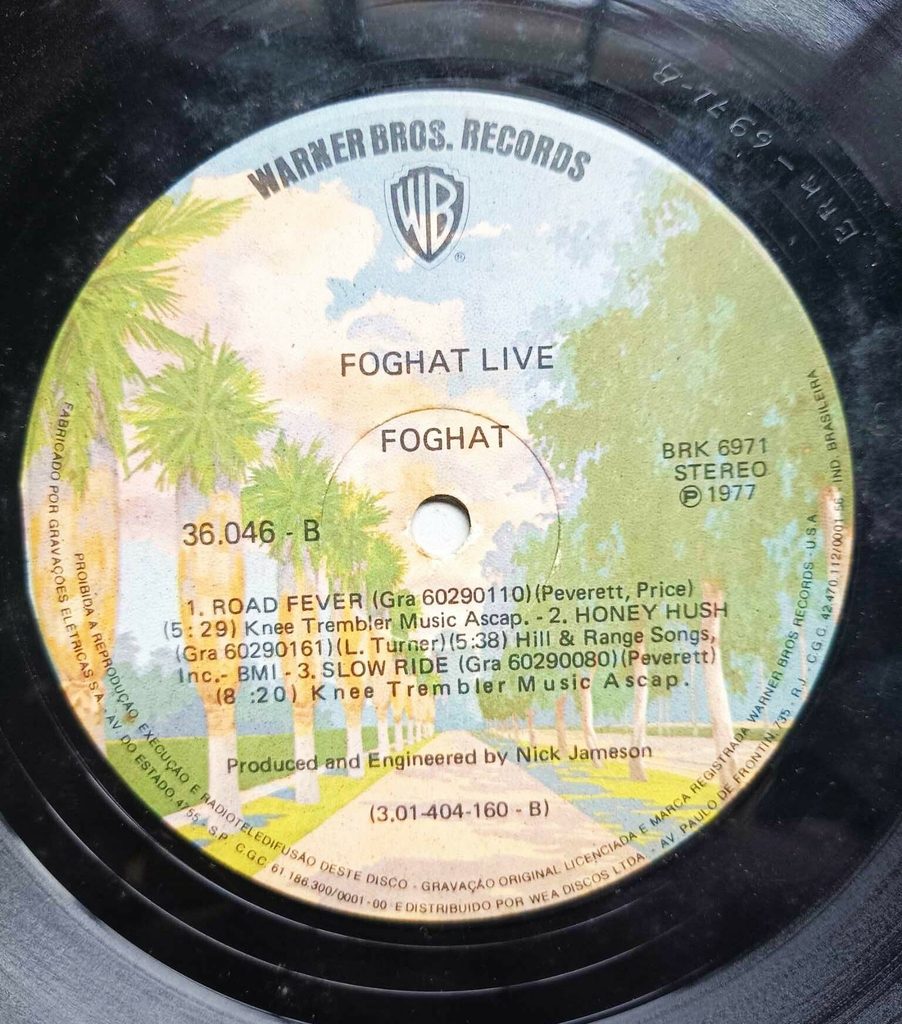 BRK - 6971-B
WARNER BROS. RECORDS
WB
®
FOGHAT LIVE
FOGHAT
BRK 6971
STEREO
Ⓟ 1977
36.046 - B
1. ROAD FEVER (Gra 60290110)(Peverett, Price)
(5:29) Knee Trembler Music Ascap. - 2. HONEY HUSH
(Gra 60290161)(L. Turner)(5:38) Hill & Range Songs,
Inc.- BMI - 3. SLOW RIDE (Gra 60290080)(Peverett)
(8 :20) Knee Trembler Music Ascap.
Produced and Engineered by Nick Jameson
(3.01-404-160 - B)
PROIBIDA A REPRODUÇÃO, EXECUÇÃO E RADIOTELEDIFUSÃO DESTE DISCO - GRAVAÇÃO ORIGINAL LICENCIADA E MARCA REGISTRADA WARNER BROS RECORDS - U.S.A
FABRICADO POR GRAVAÇÕES ELÉTRICAS S.A. - AV. DO ESTADO, 4755 - S.P. C.G.C. 61.186.300/0001-00 E DISTRIBUIDO POR WEA DISCOS LTDA - AV. PAULO DE FRONTIN, 735 - R.J - C.G.C. 42.470.112/0001-56 IND. BRASILEIRA